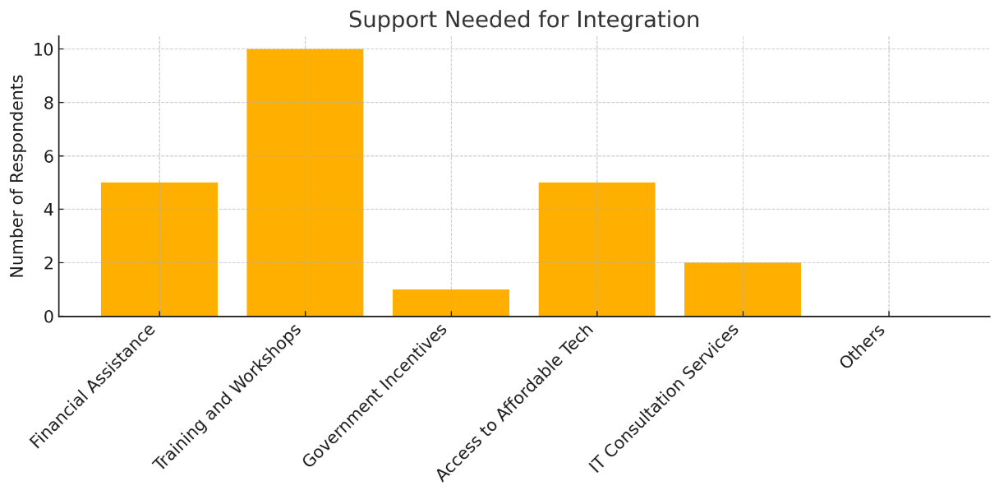 Support Needed for Integration
Number of Respondents
10
8
6
4
2
0
Financial Assistance
Training and Workshops
Government Incentives
Access to Affordable Tech
IT Consultation Services
Others